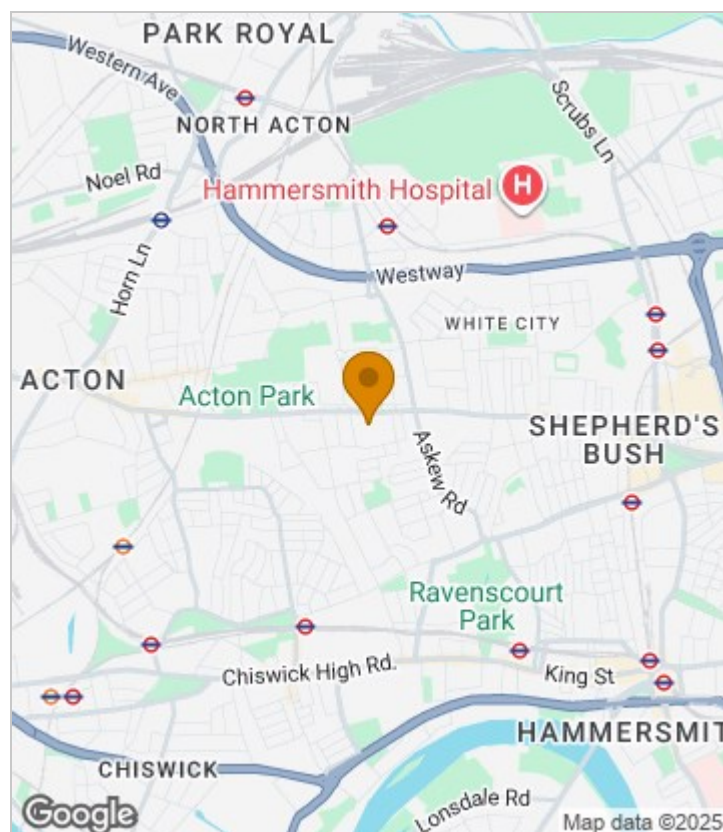 PARK ROYAL
Western Ave
NORTH ACTON
Scrubs Ln
Noel Rd
Hammersmith Hospital
H
Horn Ln
Westway
WHITE CITY
ACTON
Acton Park
SHEPHERD'S
BUSH
Askew Rd
Ravenscourt
Park
Chiswick High Rd.
King St
HAMMERSMIT
CHISWICK
Lonsdale Rd
Google
Map data ©2025